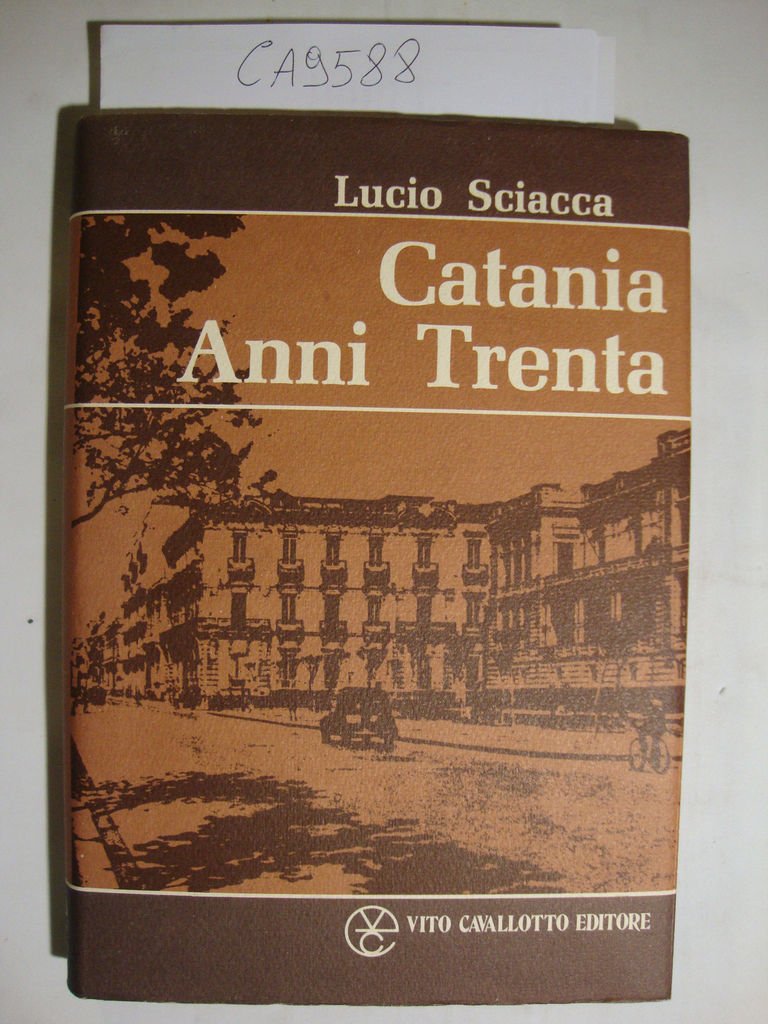 CA9588
Lucio Sciacca
Catania
Anni Trenta
VITO CAVALLOTTO EDITORE